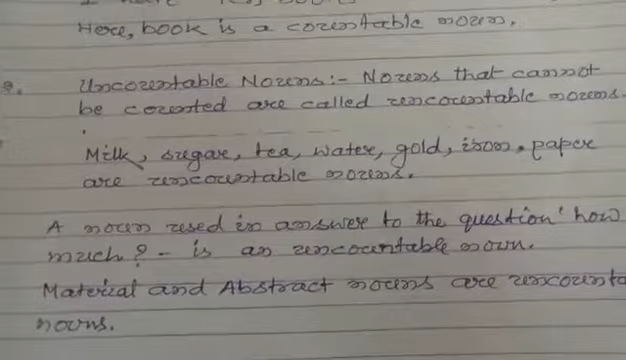 Here, book is a countable noun.
2. Uncountable Nouns:- Nouns that cannot
be counted are called uncountable nouns.
Milk, sugar, tea, water, gold, iron, paper
are uncountable nouns.
A noun used in answer to the question 'how
much? - is an uncountable noun.
Material and Abstract nouns are uncounta
nouns.